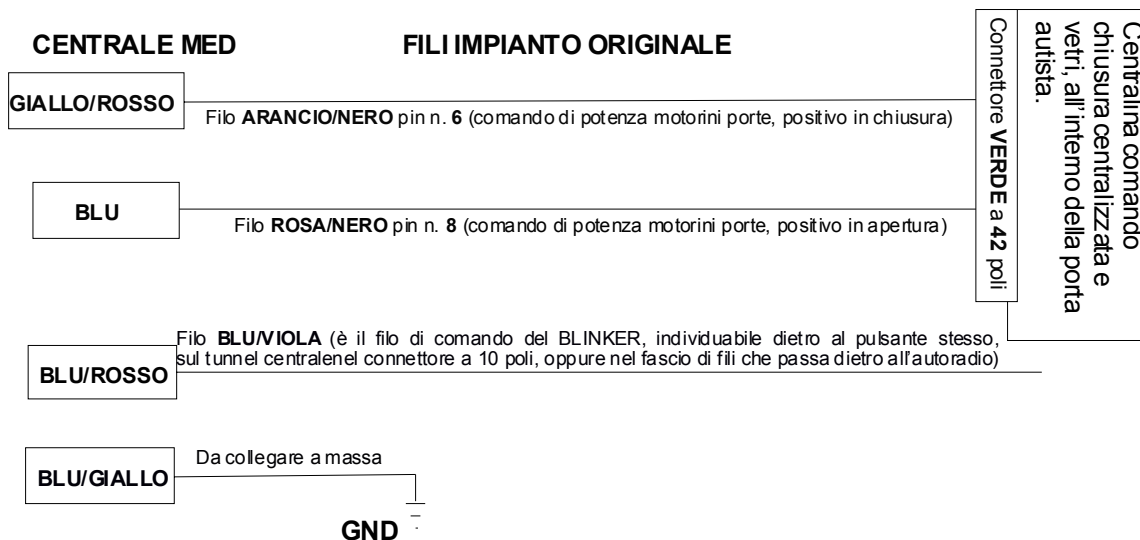 CENTRALE MED
FILI IMPIANTO ORIGINALE
GIALLO/ROSSO
Filo ARANCIO/NERO pin n. 6 (comando di potenza motorini porte, positivo in chiusura)
BLU
Filo ROSA/NERO pin n. 8 (comando di potenza motorini porte, positivo in apertura)
Connettore VERDE a 42 poli
Centralina comando
chiusura centralizzata e
vetri, all'interno della porta
autista.
Filo BLU/VIOLA (è il filo di comando del BLINKER, individuabile dietro al pulsante stesso,
sul tunnel centralenel connettore a 10 poli, oppure nel fascio di fili che passa dietro all'autoradio)
BLU/ROSSO
BLU/GIALLO
Da collegare a massa
GND